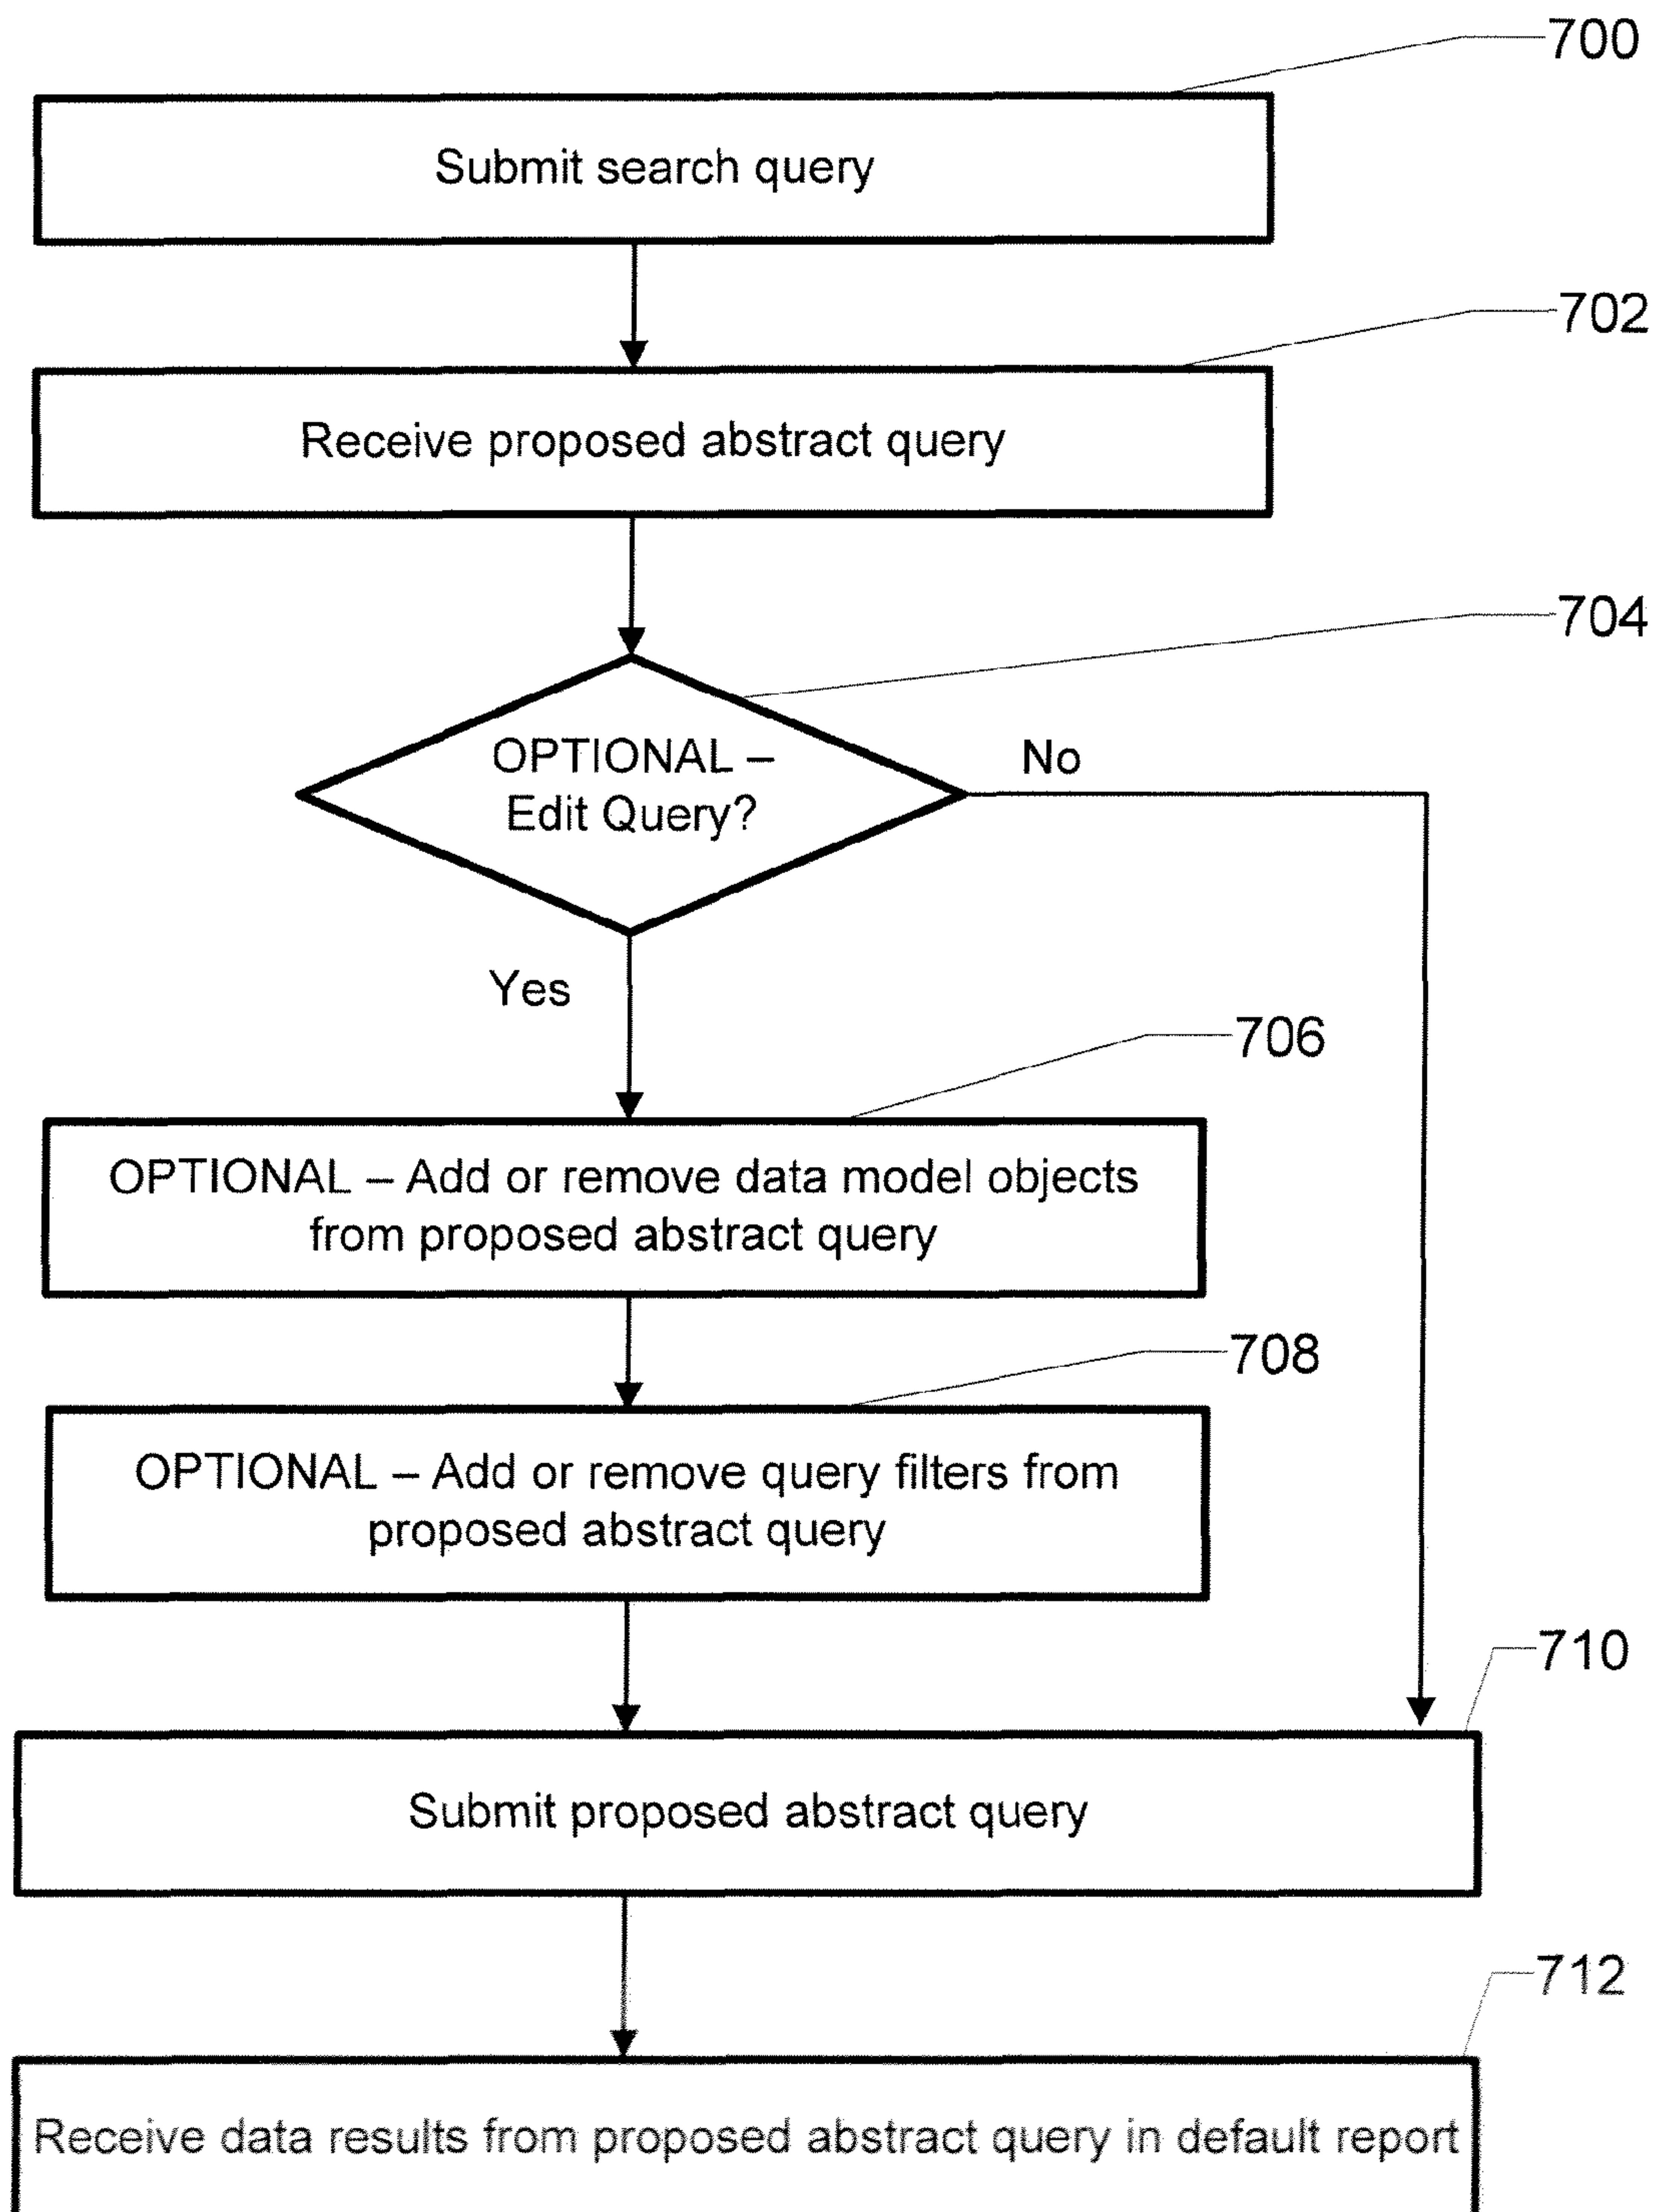 700
Submit search query
702
Receive proposed abstract query
704
OPTIONAL –
Edit Query?
No
Yes
706
OPTIONAL – Add or remove data model objects
from proposed abstract query
708
OPTIONAL – Add or remove query filters from
proposed abstract query
710
Submit proposed abstract query
712
Receive data results from proposed abstract query in default report